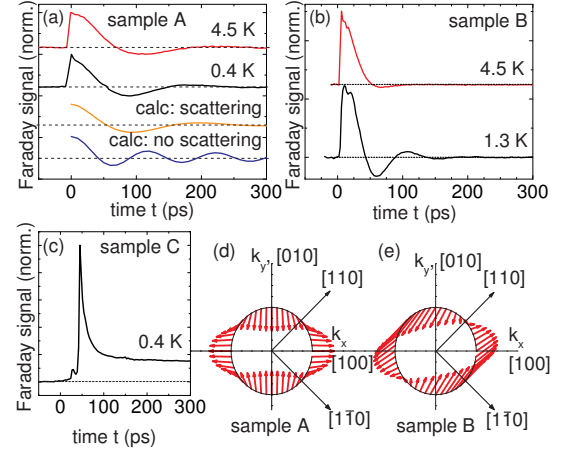 (a) sample A
4.5 K
0.4 K
calc: scattering
calc: no scattering
Faraday signal (norm.)
0 100 200 300
time t (ps)
(b) sample B
4.5 K
1.3 K
Faraday signal (norm.)
0 100 200 300
time t (ps)
(c) sample C
0.4 K
Faraday signal (norm.)
0 100 200 300
time t (ps)
(d) k_y, [010]
[110]
k_x
[100]
[11̄0]
sample A
(e) k_y, [010]
[110]
k_x
[100]
[11̄0]
sample B